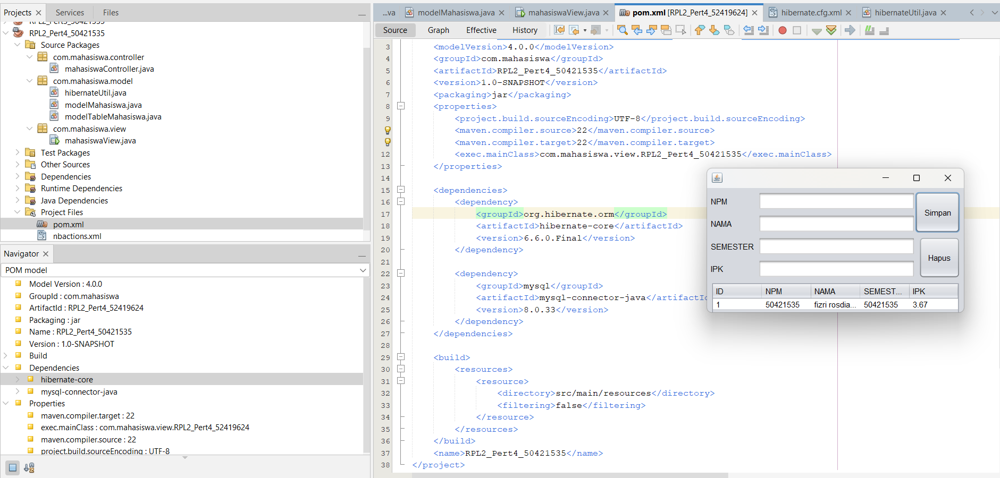 Projects
Services
Files
RPL2_Pert3_50421535
RPL2_Pert4_50421535
Source Packages
com.mahasiswa.controller
mahasiswaController.java
com.mahasiswa.model
hibernateUtil.java
modelMahasiswa.java
modelTableMahasiswa.java
com.mahasiswa.view
mahasiswaView.java
Test Packages
Other Sources
Dependencies
Runtime Dependencies
Java Dependencies
Project Files
pom.xml
nbactions.xml
Navigator
POM model
Model Version : 4.0.0
GroupId : com.mahasiswa
ArtifactId : RPL2_Pert4_52419624
Packaging : jar
Name : RPL2_Pert4_50421535
Version : 1.0-SNAPSHOT
Build
Dependencies
hibernate-core
mysql-connector-java
Properties
maven.compiler.target : 22
exec.mainClass : com.mahasiswa.view.RPL2_Pert4_52419624
maven.compiler.source : 22
project.build.sourceEncoding : UTF-8
...va
modelMahasiswa.java
mahasiswaView.java
pom.xml [RPL2_Pert4_52419624]
hibernate.cfg.xml
hibernateUtil.java
Source
Graph
Effective
History
3 <modelVersion>4.0.0</modelVersion>
4 <groupId>com.mahasiswa</groupId>
5 <artifactId>RPL2_Pert4_50421535</artifactId>
6 <version>1.0-SNAPSHOT</version>
7 <packaging>jar</packaging>
8 <properties>
9 <project.build.sourceEncoding>UTF-8</project.build.sourceEncoding>
<maven.compiler.source>22</maven.compiler.source>
<maven.compiler.target>22</maven.compiler.target>
12 <exec.mainClass>com.mahasiswa.view.RPL2_Pert4_50421535</exec.mainClass>
13 </properties>
14
15 <dependencies>
16 <dependency>
17 <groupId>org.hibernate.orm</groupId>
18 <artifactId>hibernate-core</artifactId>
19 <version>6.6.0.Final</version>
20 </dependency>
21
22 <dependency>
23 <groupId>mysql</groupId>
24 <artifactId>mysql-connector-java</artifactId
25 <version>8.0.33</version>
26 </dependency>
27 </dependencies>
28
29 <build>
30 <resources>
31 <resource>
32 <directory>src/main/resources</directory>
33 <filtering>false</filtering>
34 </resource>
35 </resources>
36 </build>
37 <name>RPL2_Pert4_50421535</name>
38 </project>
NPM
NAMA
SEMESTER
IPK
Simpan
Hapus
ID NPM NAMA SEMEST... IPK
1 50421535 fizri rosdia... 50421535 3.67